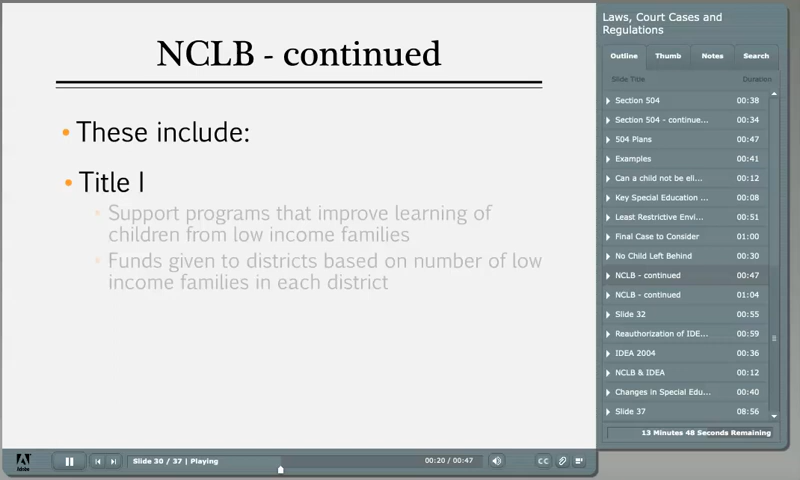 NCLB - continued
• These include:
• Title I
• Support programs that improve learning of
children from low income families
• Funds given to districts based on number of low
income families in each district
Laws, Court Cases and
Regulations
Outline Thumb Notes Search
Slide Title Duration
Section 504 00:38
Section 504 - continue... 00:34
504 Plans 00:47
Examples 00:41
Can a child not be eli... 00:12
Key Special Education ... 00:08
Least Restrictive Envi... 00:51
Final Case to Consider 01:00
No Child Left Behind 00:30
NCLB - continued 00:47
NCLB - continued 01:04
Slide 32 00:55
Reauthorization of IDE... 00:59
IDEA 2004 00:36
NCLB & IDEA 00:12
Changes in Special Edu... 00:40
Slide 37 08:56
13 Minutes 48 Seconds Remaining
Adobe
Slide 30 / 37 | Playing 00:20 / 00:47 CC